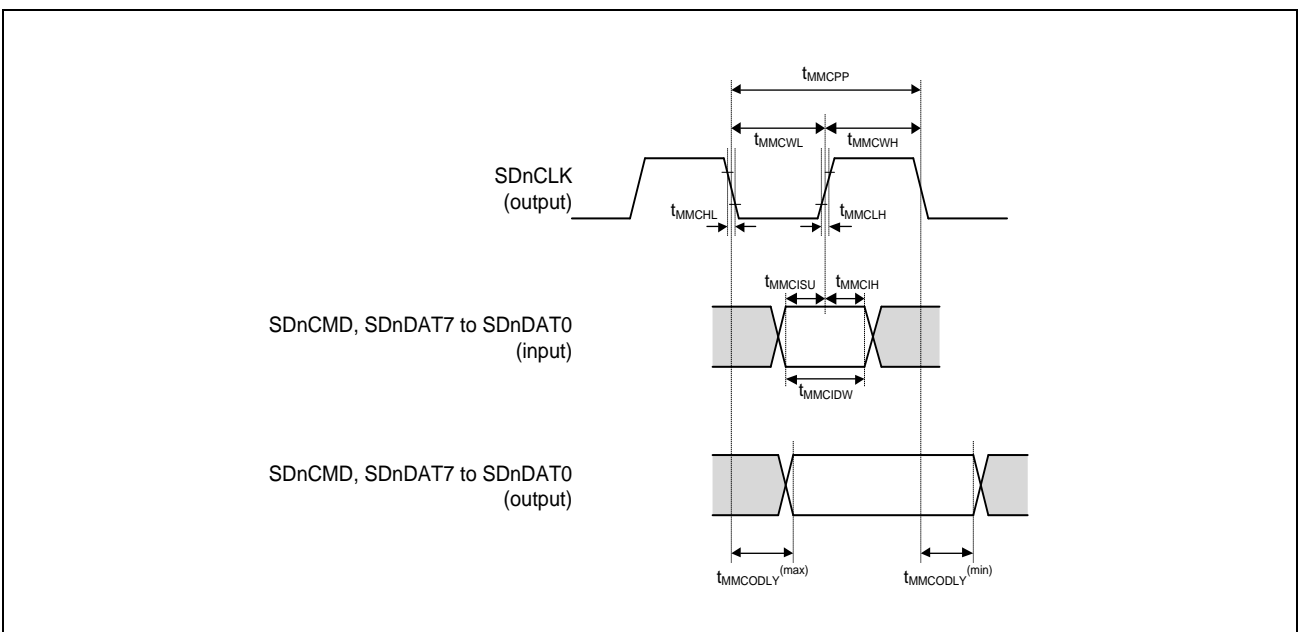 tMMCPP
tMMCWL tMMCWH
SDnCLK
(output)
tMMCHL tMMCLH
tMMCISU tMMCIH
SDnCMD, SDnDAT7 to SDnDAT0
(input)
tMMCIDW
SDnCMD, SDnDAT7 to SDnDAT0
(output)
tMMCODLY(max) tMMCODLY(min)